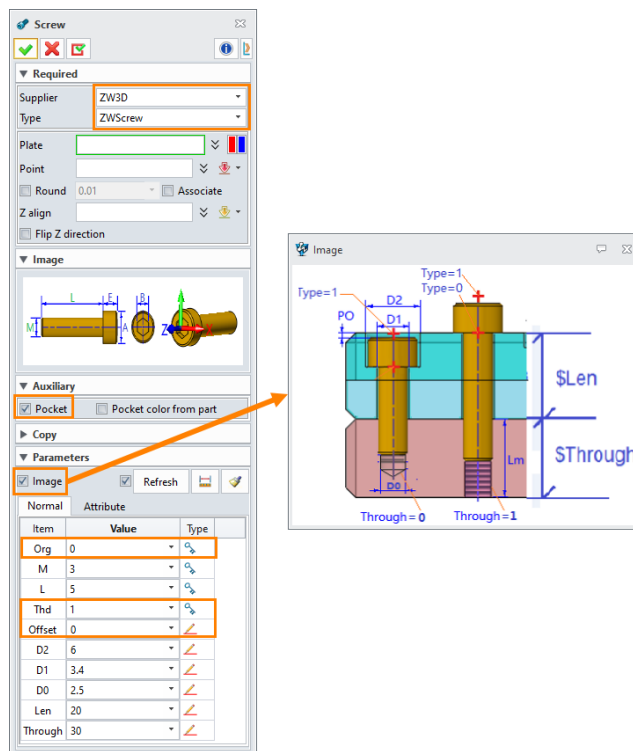 Screw
Required
Supplier ZW3D
Type ZWScrew
Plate
Point
Round 0.01 Associate
Z align
Flip Z direction
Image
L E B
M A Z
Auxiliary
Pocket Pocket color from part
Copy
Parameters
Image Refresh
Normal Attribute
Item Value Type
Org 0
M 3
L 5
Thd 1
Offset 0
D2 6
D1 3.4
D0 2.5
Len 20
Through 30
Image
Type=1
Type=1 Type=0
D2
PO D1
$Len
Lm $Through
D0
Through=0 Through=1